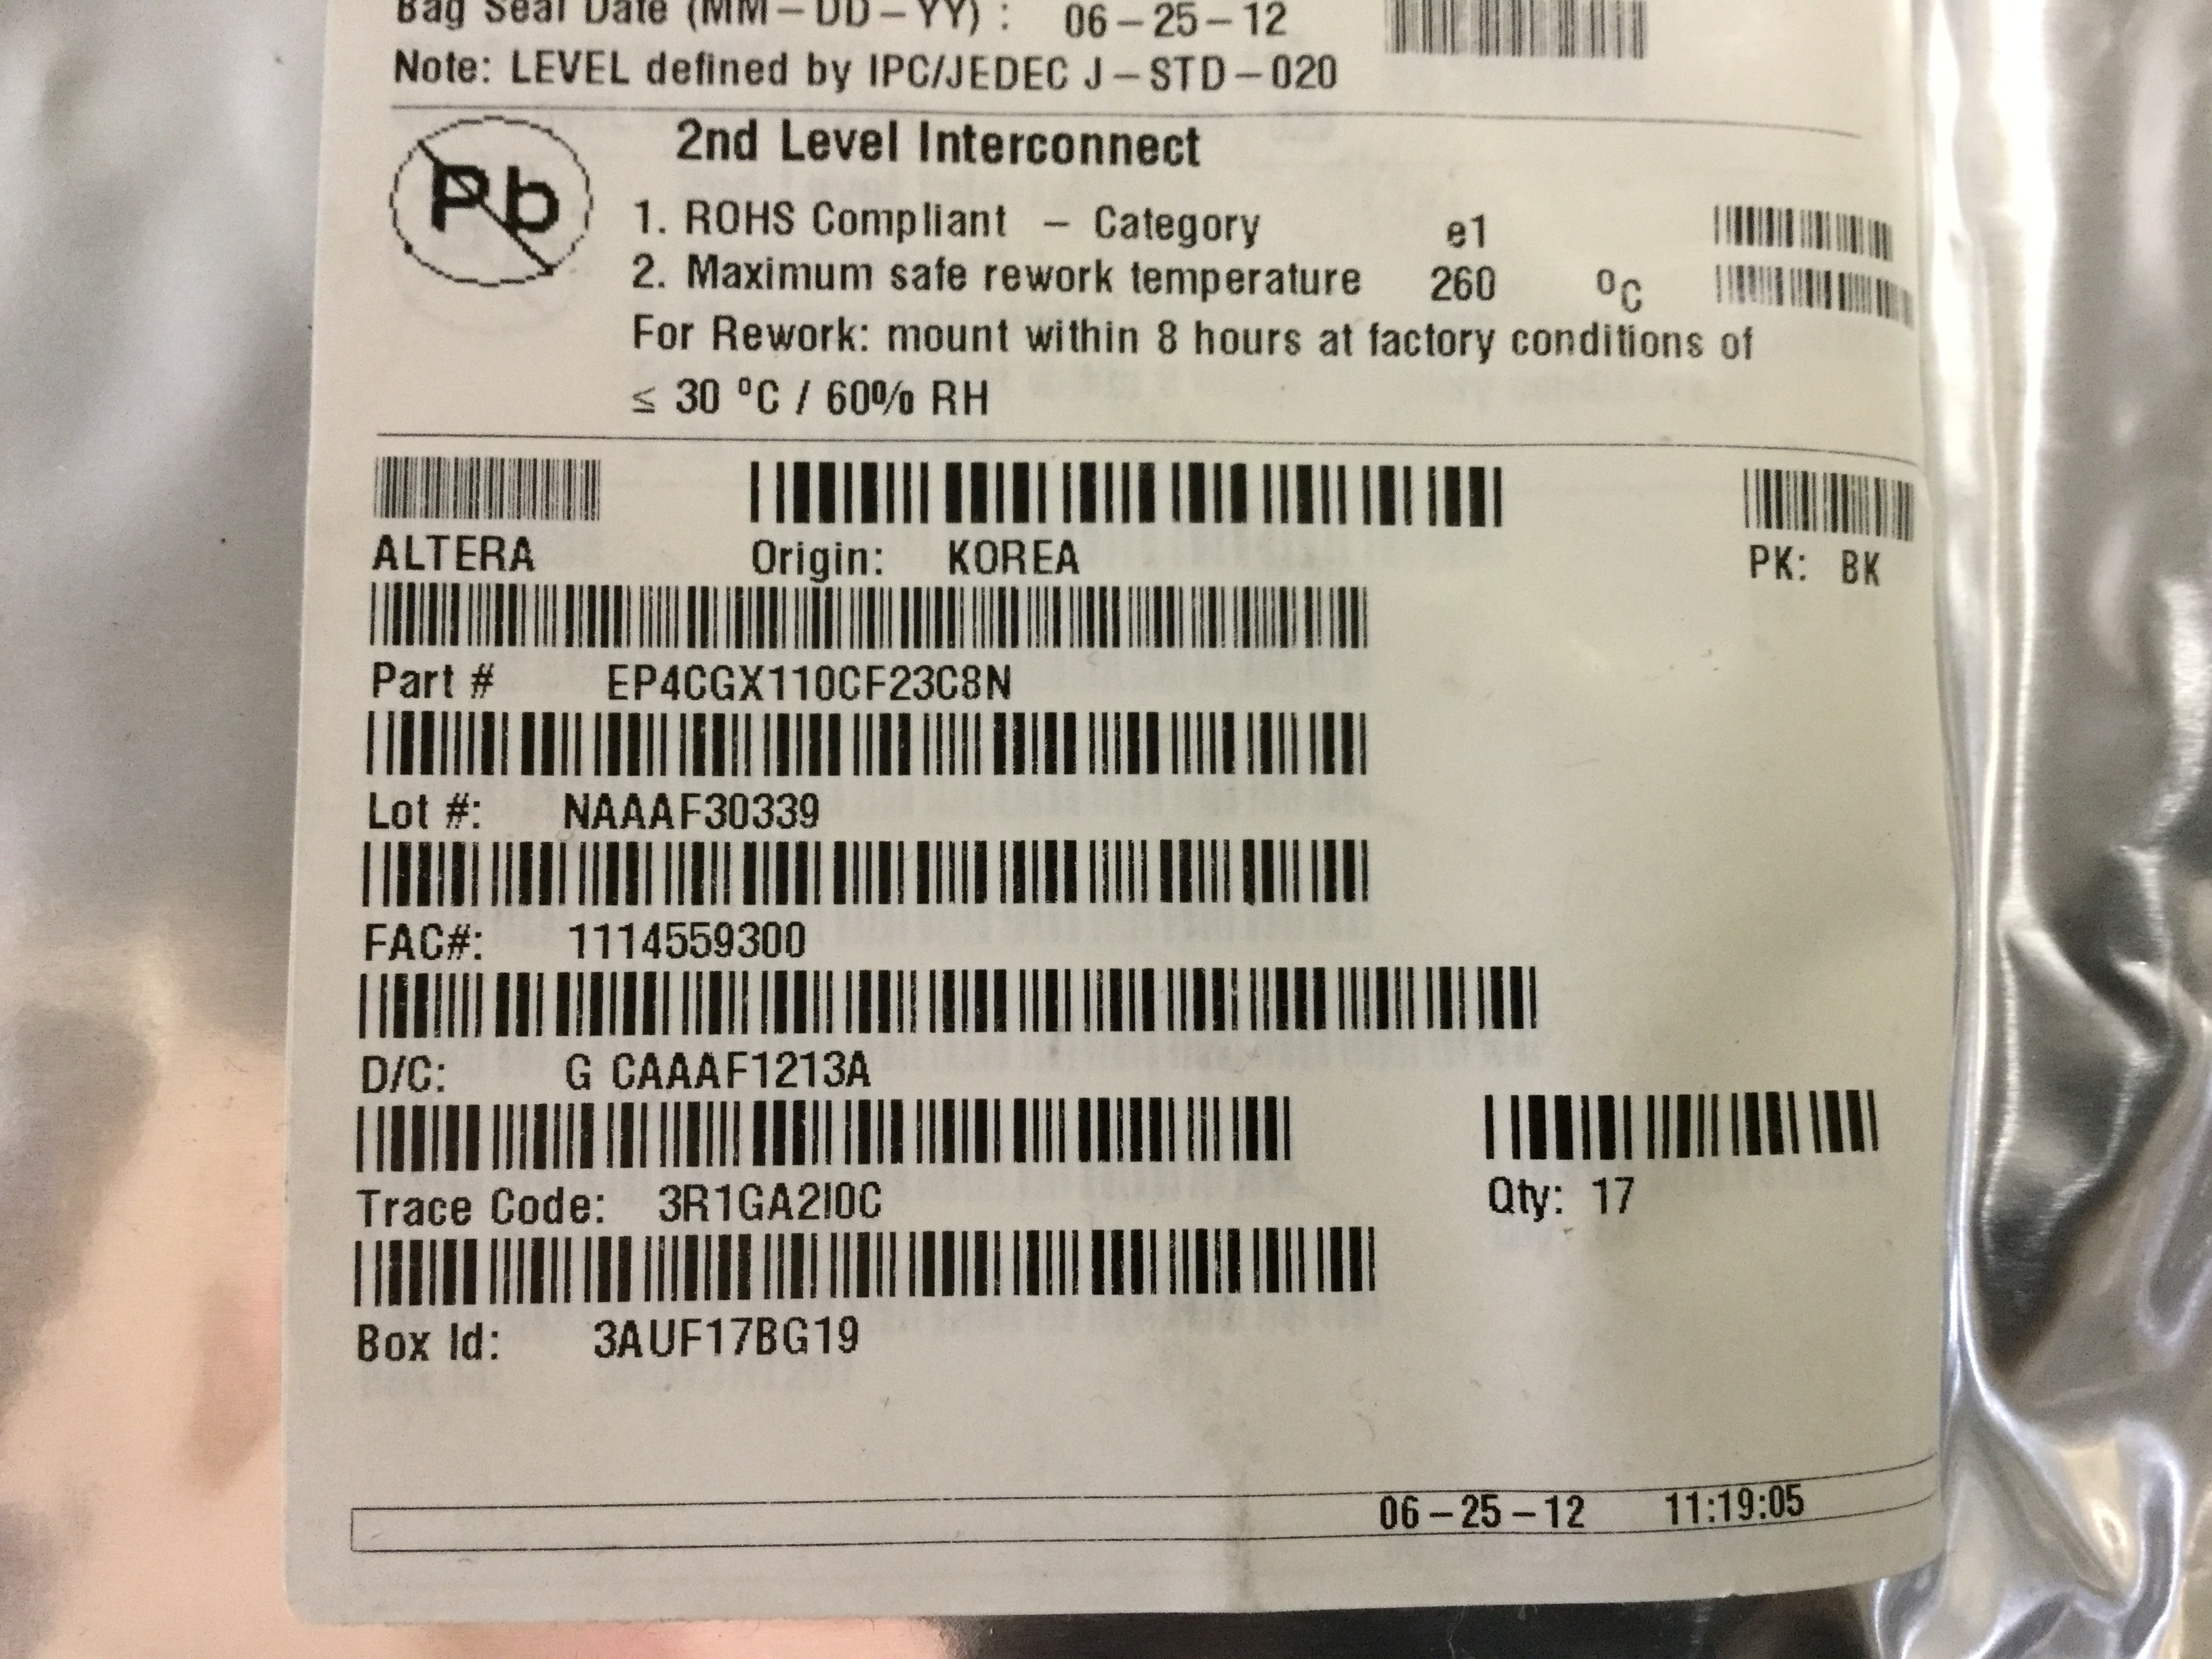 Bag Seal Date (MM-DD-YY) : 06-25-12
Note: LEVEL defined by IPC/JEDEC J-STD-020
Pb
2nd Level Interconnect
1. ROHS Compliant - Category e1
2. Maximum safe rework temperature 260 ºC
For Rework: mount within 8 hours at factory conditions of
≤ 30 ºC / 60% RH
ALTERA Origin: KOREA PK: BK
Part # EP4CGX110CF23C8N
Lot #: NAAAF30339
FAC#: 1114559300
D/C: G CAAAF1213A
Trace Code: 3R1GA2I0C Qty: 17
Box Id: 3AUF17BG19
06-25-12 11:19:05